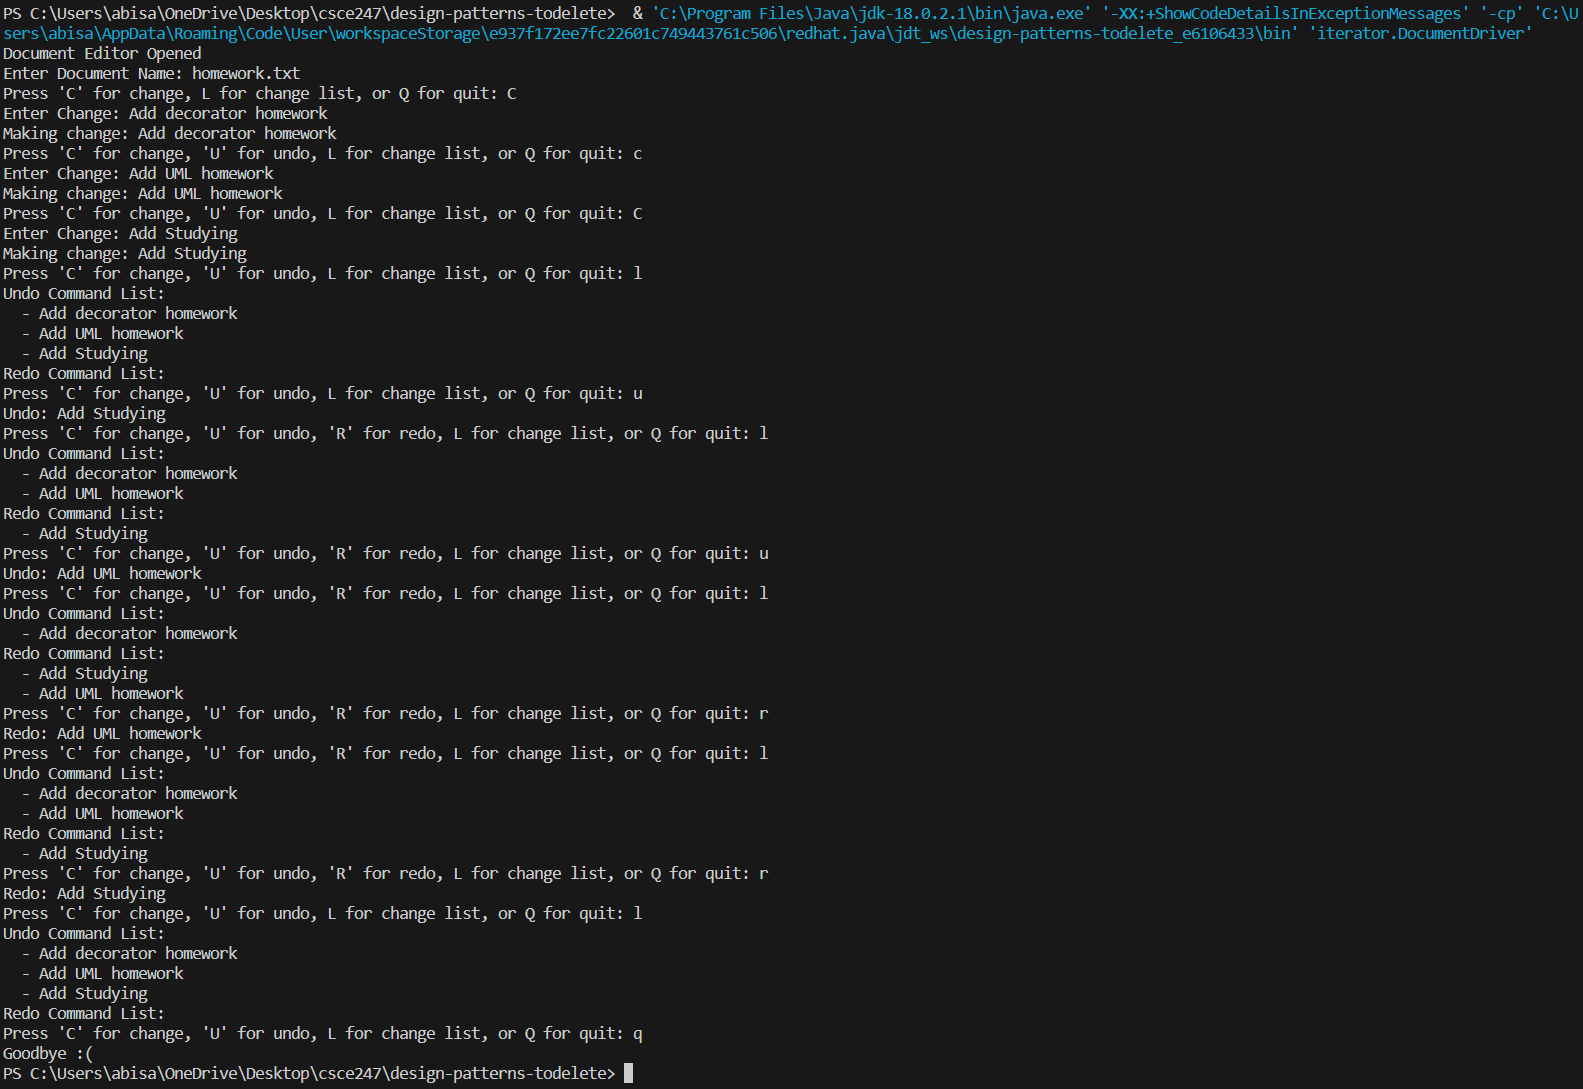 PS C:\Users\abisa\OneDrive\Desktop\csce247\design-patterns-todelete>  & 'C:\Program Files\Java\jdk-18.0.2.1\bin\java.exe' '-XX:+ShowCodeDetailsInExceptionMessages' '-cp' 'C:\U
sers\abisa\AppData\Roaming\Code\User\workspaceStorage\e937f172ee7fc22601c749443761c506\redhat.java\jdt_ws\design-patterns-todelete_e6106433\bin' 'iterator.DocumentDriver'
Document Editor Opened
Enter Document Name: homework.txt
Press 'C' for change, L for change list, or Q for quit: C
Enter Change: Add decorator homework
Making change: Add decorator homework
Press 'C' for change, 'U' for undo, L for change list, or Q for quit: c
Enter Change: Add UML homework
Making change: Add UML homework
Press 'C' for change, 'U' for undo, L for change list, or Q for quit: C
Enter Change: Add Studying
Making change: Add Studying
Press 'C' for change, 'U' for undo, L for change list, or Q for quit: l
Undo Command List:
  - Add decorator homework
  - Add UML homework
  - Add Studying
Redo Command List:
Press 'C' for change, 'U' for undo, L for change list, or Q for quit: u
Undo: Add Studying
Press 'C' for change, 'U' for undo, 'R' for redo, L for change list, or Q for quit: l
Undo Command List:
  - Add decorator homework
  - Add UML homework
Redo Command List:
  - Add Studying
Press 'C' for change, 'U' for undo, 'R' for redo, L for change list, or Q for quit: u
Undo: Add UML homework
Press 'C' for change, 'U' for undo, 'R' for redo, L for change list, or Q for quit: l
Undo Command List:
  - Add decorator homework
Redo Command List:
  - Add Studying
  - Add UML homework
Press 'C' for change, 'U' for undo, 'R' for redo, L for change list, or Q for quit: r
Redo: Add UML homework
Press 'C' for change, 'U' for undo, 'R' for redo, L for change list, or Q for quit: l
Undo Command List:
  - Add decorator homework
  - Add UML homework
Redo Command List:
  - Add Studying
Press 'C' for change, 'U' for undo, 'R' for redo, L for change list, or Q for quit: r
Redo: Add Studying
Press 'C' for change, 'U' for undo, L for change list, or Q for quit: l
Undo Command List:
  - Add decorator homework
  - Add UML homework
  - Add Studying
Redo Command List:
Press 'C' for change, 'U' for undo, L for change list, or Q for quit: q
Goodbye :(
PS C:\Users\abisa\OneDrive\Desktop\csce247\design-patterns-todelete>